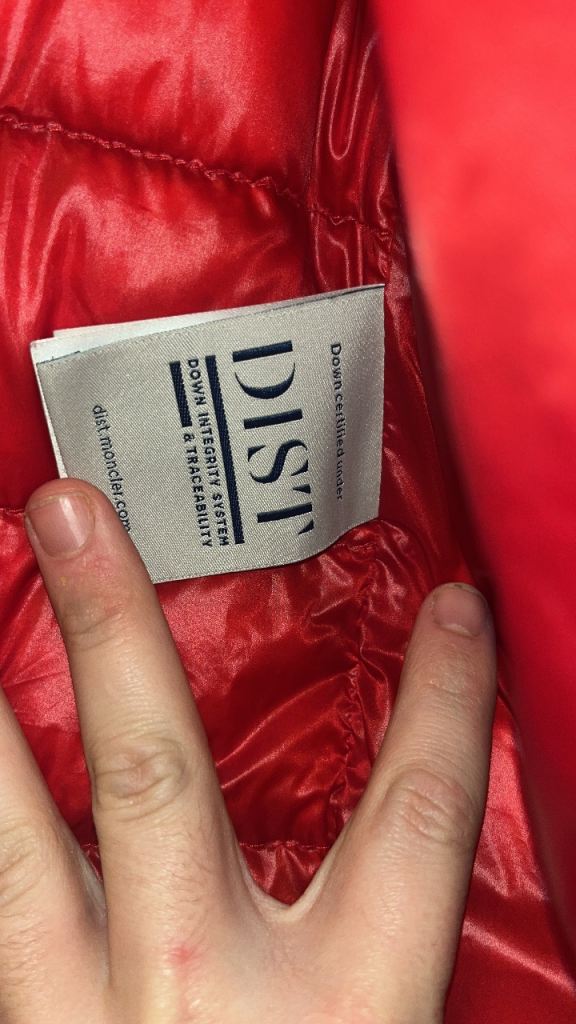 Down certified under
DIST
DOWN INTEGRITY SYSTEM
& TRACEABILITY
dist.moncler.com